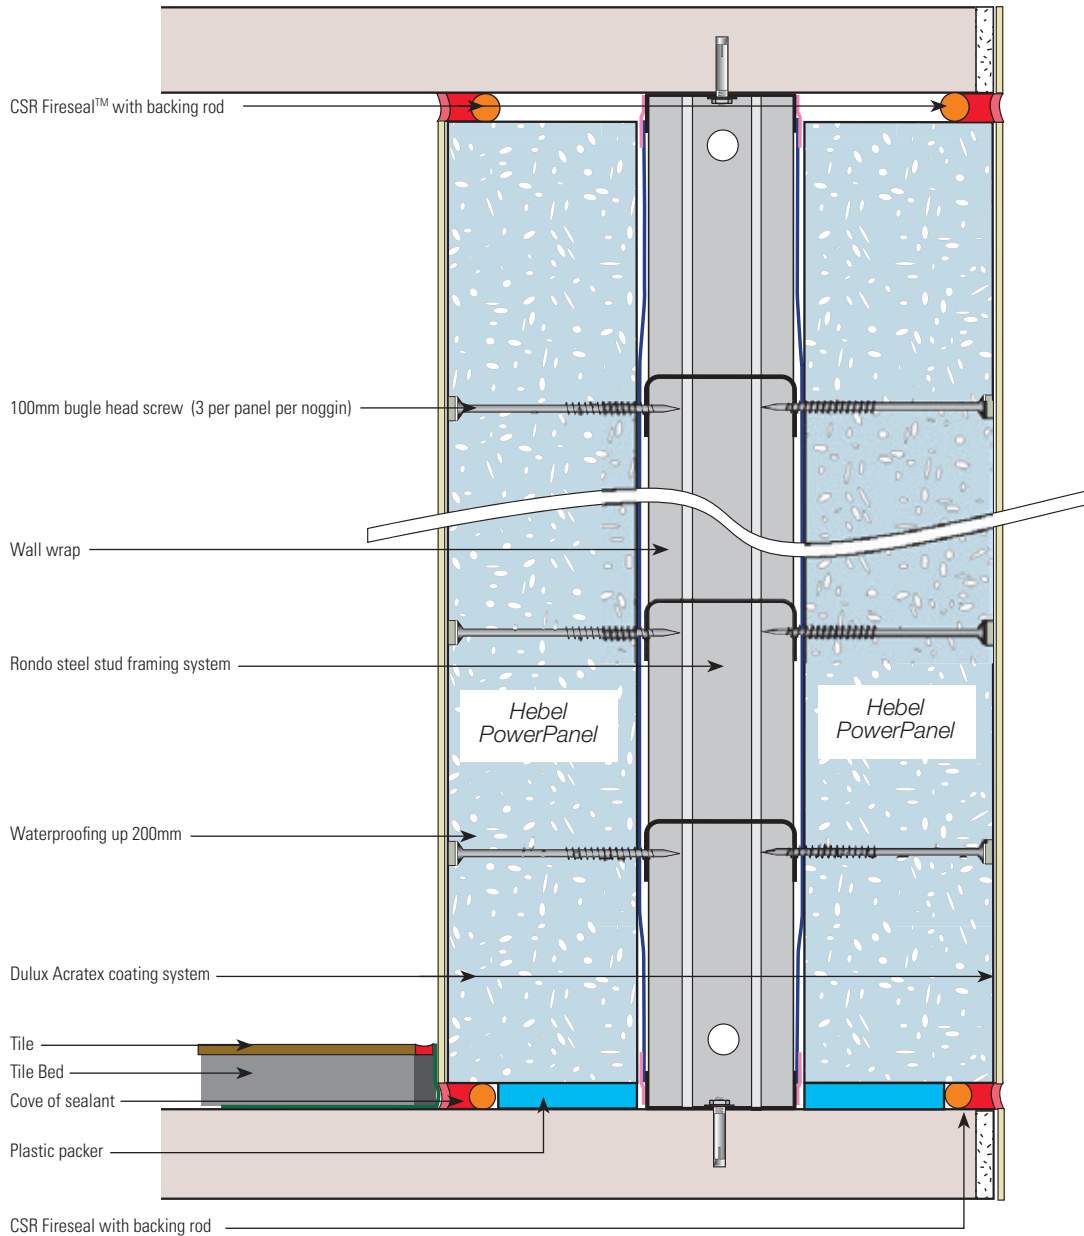 CSR Fireseal™ with backing rod
100mm bugle head screw (3 per panel per noggin)
Wall wrap
Rondo steel stud framing system
Hebel
PowerPanel
Hebel
PowerPanel
Waterproofing up 200mm
Dulux Acratex coating system
Tile
Tile Bed
Cove of sealant
Plastic packer
CSR Fireseal with backing rod